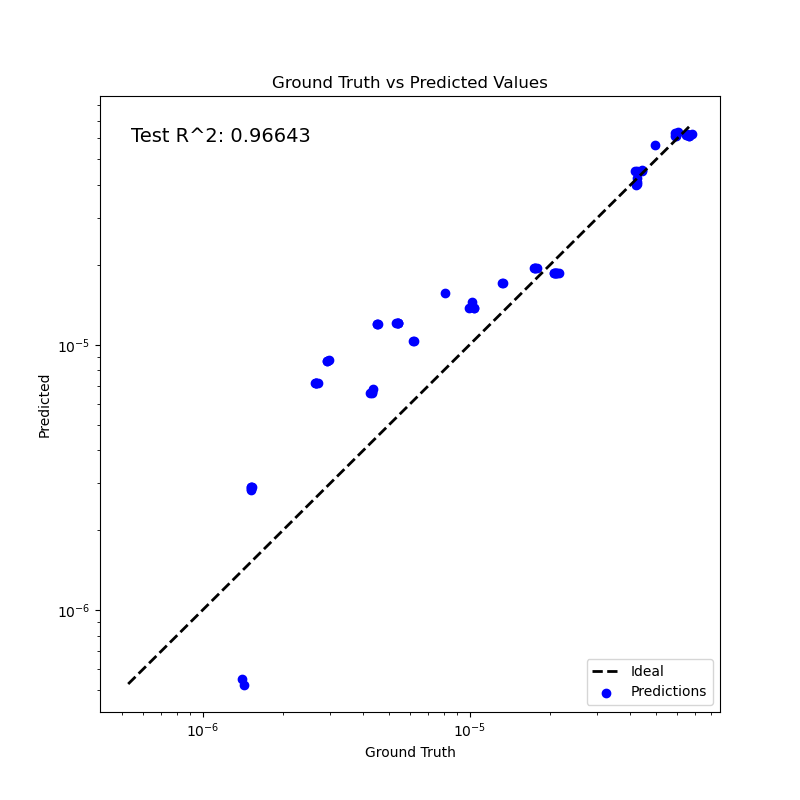 Ground Truth vs Predicted Values
Test R^2: 0.96643
Predicted
10⁻⁵
10⁻⁶
10⁻⁶
10⁻⁵
Ground Truth
Ideal
Predictions